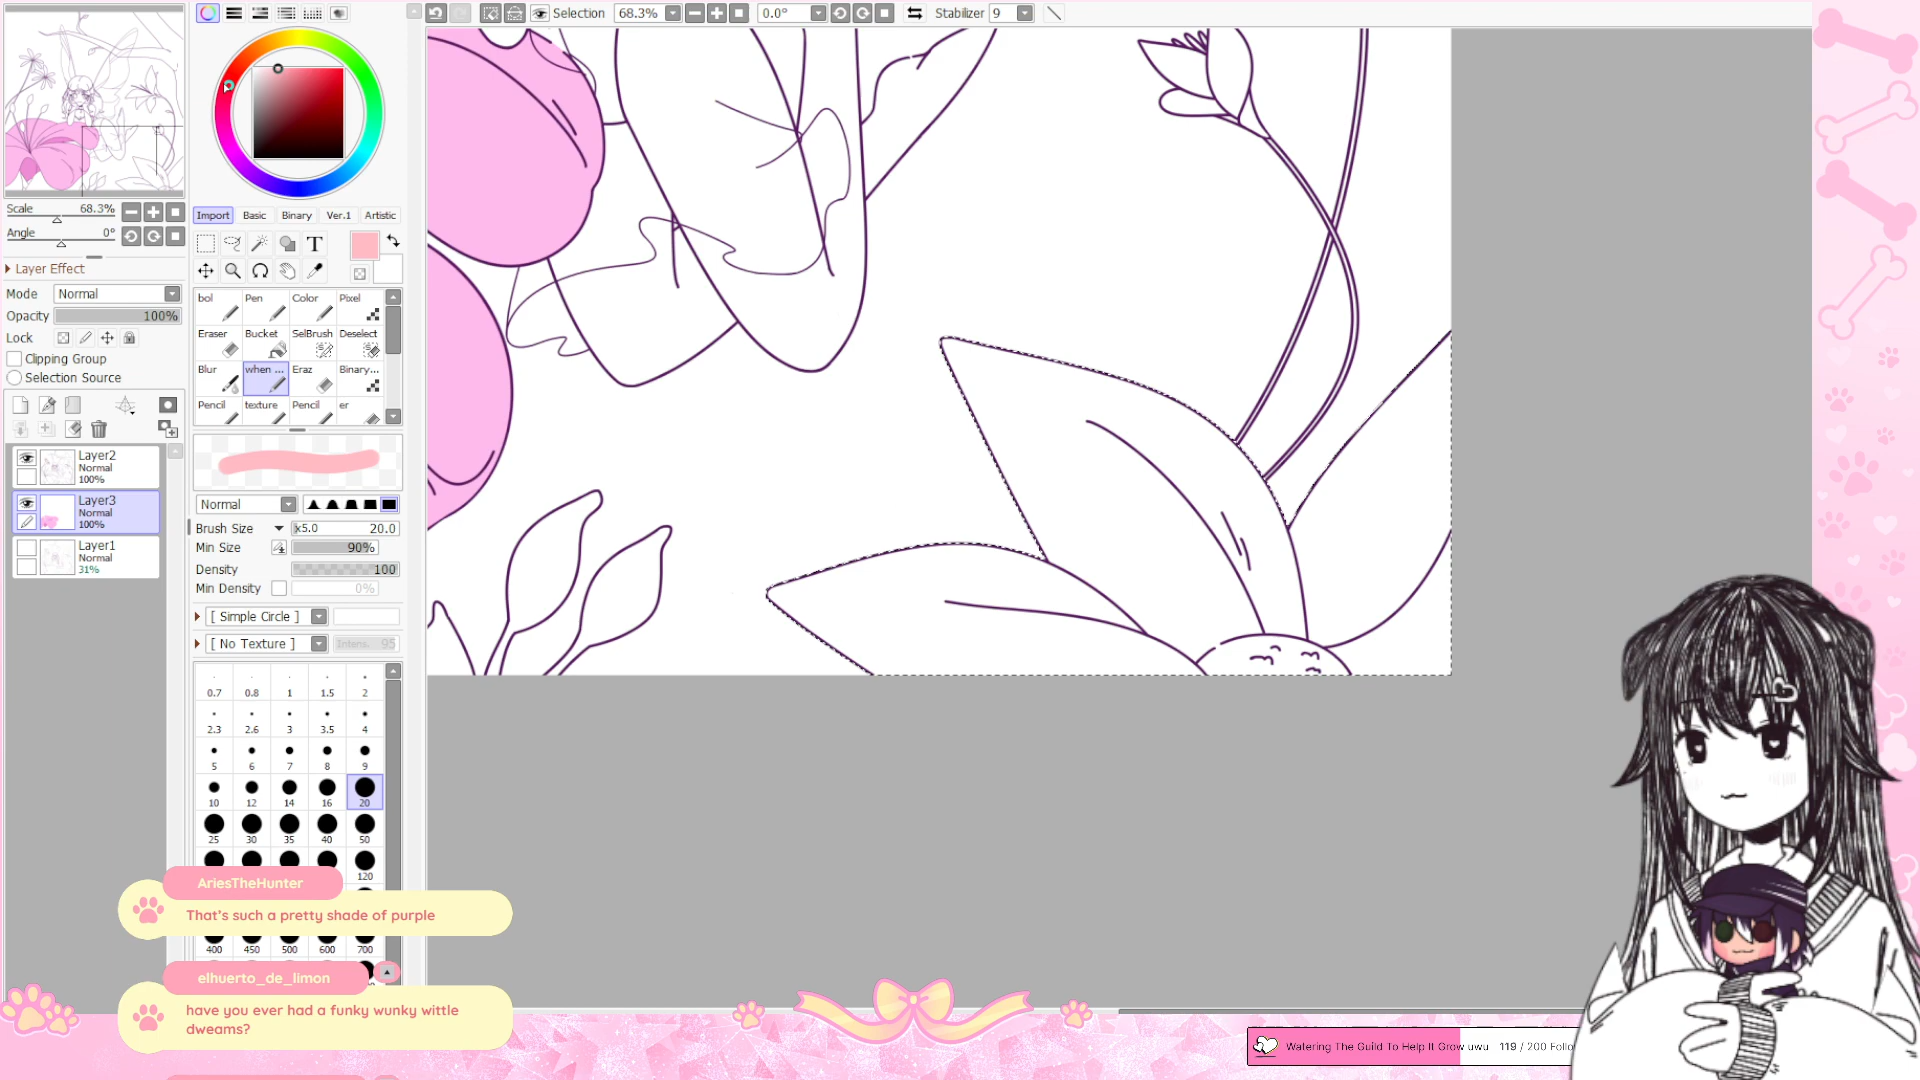 Selection
68.3%
0.0°
Stabilizer 9
Scale 68.3%
Angle 0°
Layer Effect
Mode Normal
Opacity 100%
Lock
Clipping Group
Selection Source
Layer2
Normal
100%
Layer3
Normal
100%
Layer1
Normal
31%
Import Basic Binary Ver.1 Artistic
T
bol Pen Color Pixel
Eraser Bucket SelBrush Deselect
Blur when ... Eraz Binary...
Pencil texture Pencil er
Normal
Brush Size x5.0 20.0
Min Size 90%
Density 100
Min Density 0%
[ Simple Circle ]
[ No Texture ] Intens. 95
0.7 0.8 1 1.5 2
2.3 2.6 3 3.5 4
5 6 7 8 9
10 12 14 16 20
25 30 35 40 50
120
400 450 500 600 700
AriesTheHunter
That's such a pretty shade of purple
elhuerto_de_limon
have you ever had a funky wunky wittle
dweams?
Watering The Guild To Help It Grow uwu 119 / 200 Follo